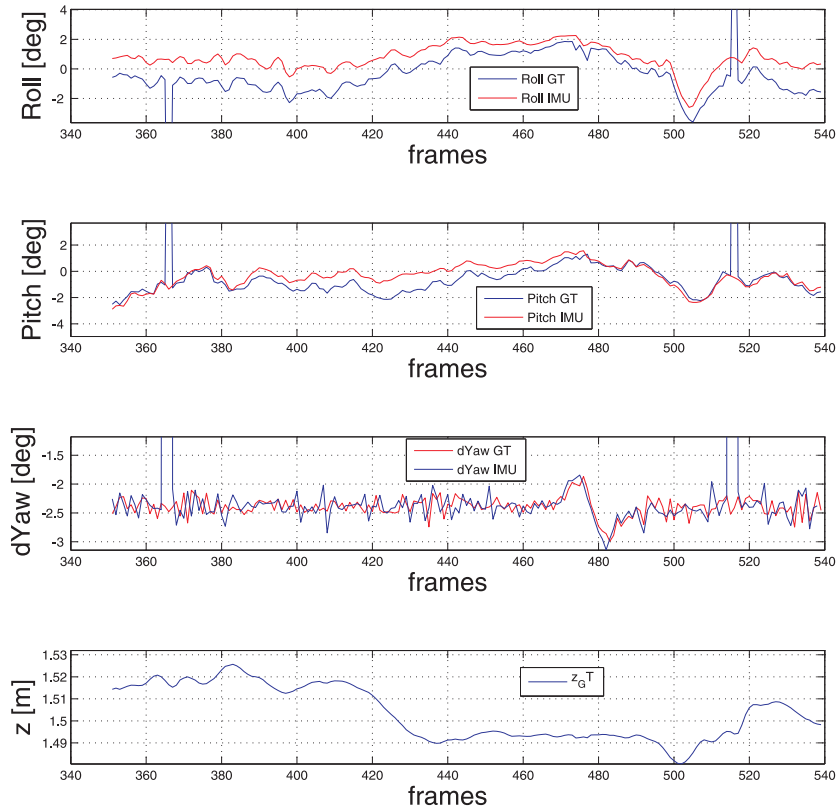 4
2
0
-2
Roll [deg]
Roll GT
Roll IMU
340 360 380 400 420 440 460 480 500 520 540
frames
2
0
-2
-4
Pitch [deg]
Pitch GT
Pitch IMU
340 360 380 400 420 440 460 480 500 520 540
frames
-1.5
-2
-2.5
-3
dYaw [deg]
dYaw GT
dYaw IMU
340 360 380 400 420 440 460 480 500 520 540
frames
1.53
1.52
1.51
1.5
1.49
z [m]
z_GT
340 360 380 400 420 440 460 480 500 520 540
frames